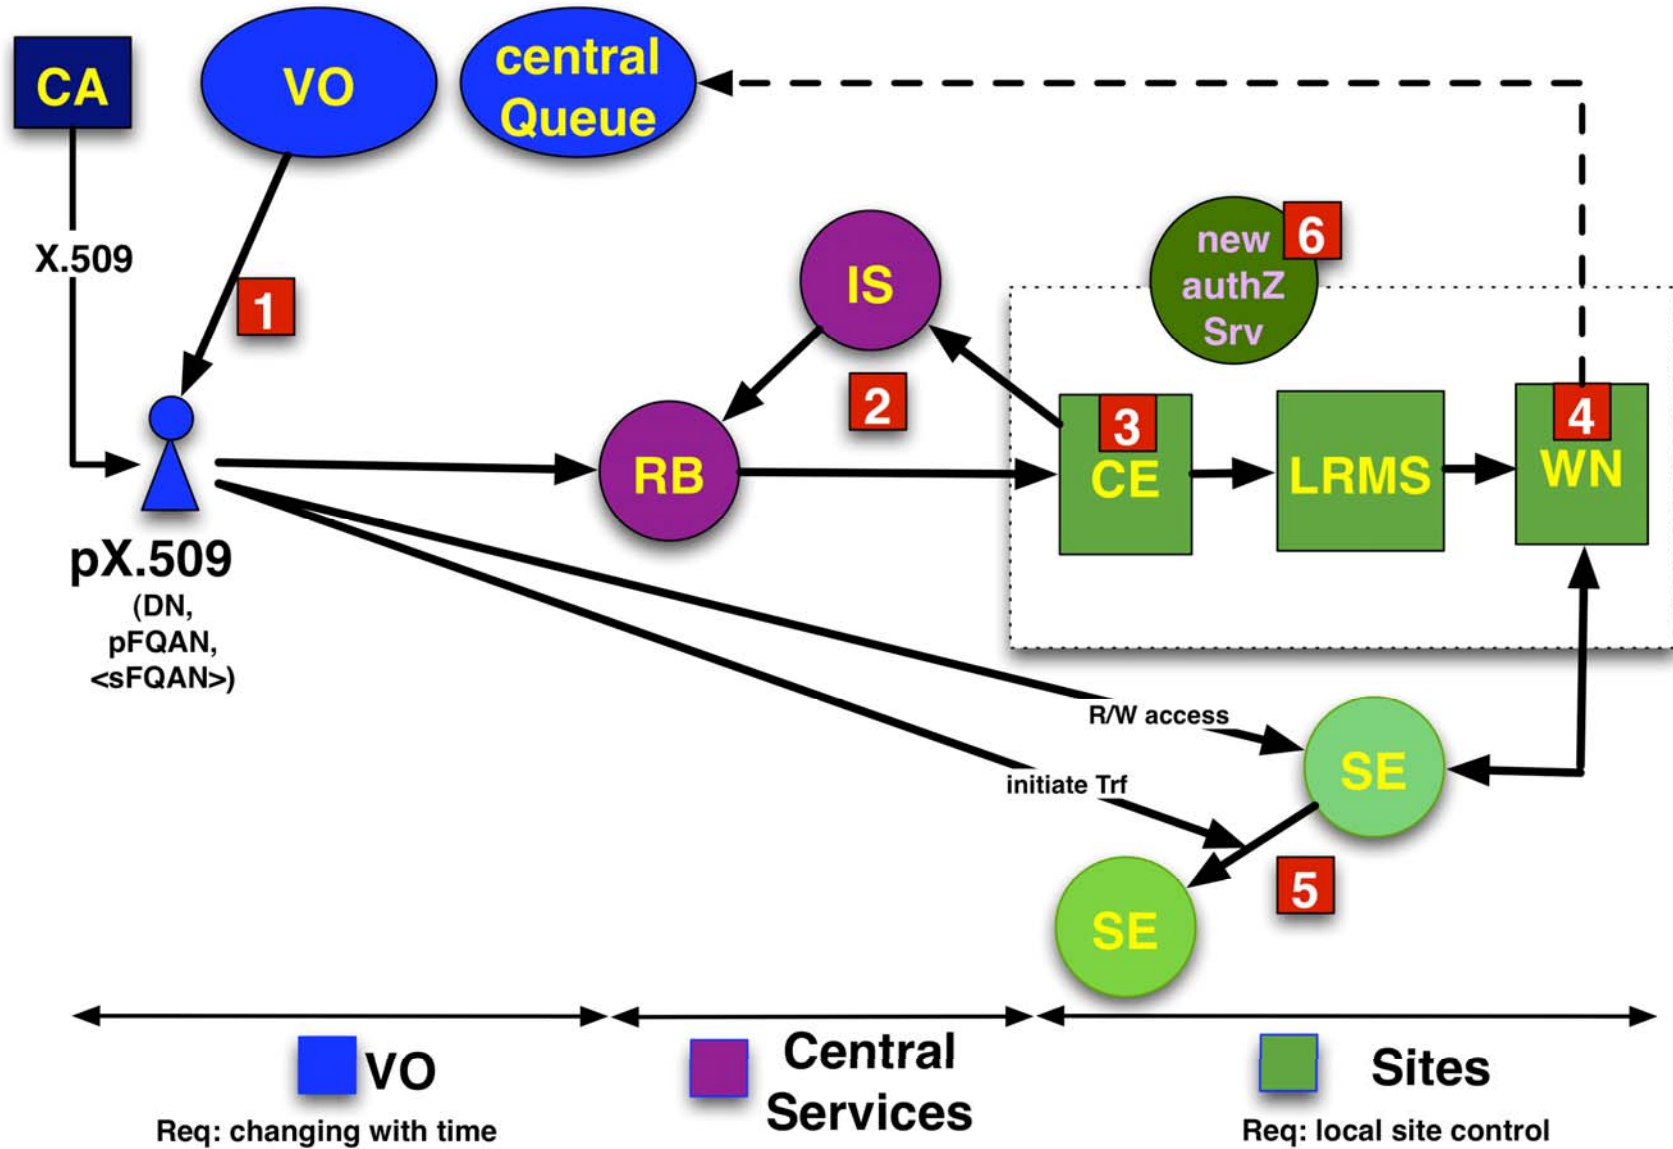 CA
VO
central
Queue
X.509
1
IS
new
authZ
Srv
6
2
3
CE
LRMS
4
WN
RB
pX.509
(DN,
pFQAN,
<sFQAN>)
R/W access
initiate Trf
SE
5
SE
VO
Req: changing with time
Central
Services
Sites
Req: local site control